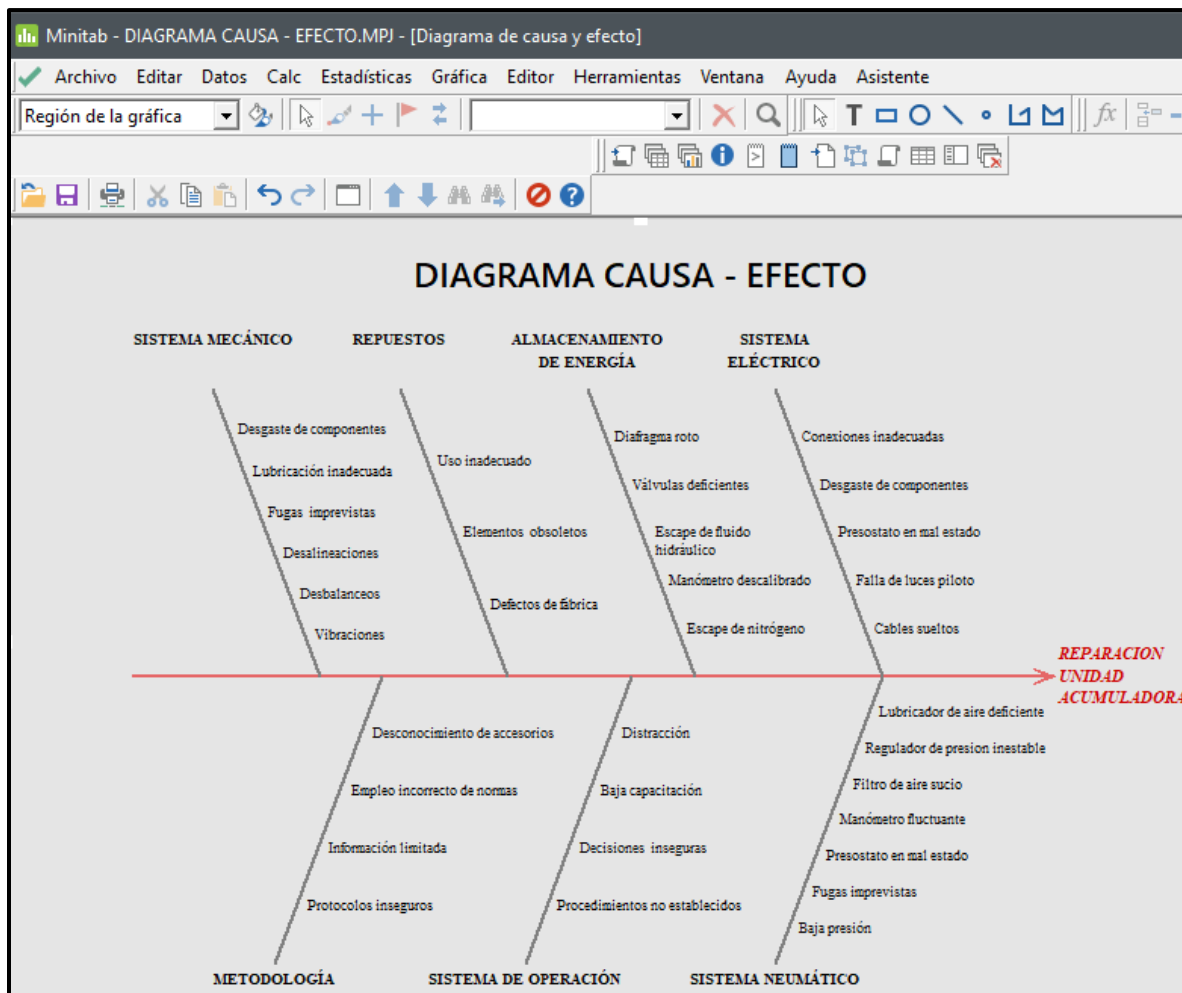 Minitab - DIAGRAMA CAUSA - EFECTO.MPJ - [Diagrama de causa y efecto]
Archivo Editar Datos Calc Estadísticas Gráfica Editor Herramientas Ventana Ayuda Asistente
Región de la gráfica
T
fx
DIAGRAMA CAUSA - EFECTO
SISTEMA MECÁNICO
REPUESTOS
ALMACENAMIENTO
DE ENERGÍA
SISTEMA
ELÉCTRICO
Desgaste de componentes
Lubricación inadecuada
Fugas imprevistas
Desalineaciones
Desbalanceos
Vibraciones
Uso inadecuado
Elementos obsoletos
Defectos de fábrica
Diafragma roto
Válvulas deficientes
Escape de fluido
hidráulico
Manómetro descalibrado
Escape de nitrógeno
Conexiones inadecuadas
Desgaste de componentes
Presostato en mal estado
Falla de luces piloto
Cables sueltos
REPARACION
UNIDAD
ACUMULADORA
Desconocimiento de accesorios
Empleo incorrecto de normas
Información limitada
Protocolos inseguros
Distracción
Baja capacitación
Decisiones inseguras
Procedimientos no establecidos
Lubricador de aire deficiente
Regulador de presion inestable
Filtro de aire sucio
Manómetro fluctuante
Presostato en mal estado
Fugas imprevistas
Baja presión
METODOLOGÍA
SISTEMA DE OPERACIÓN
SISTEMA NEUMÁTICO